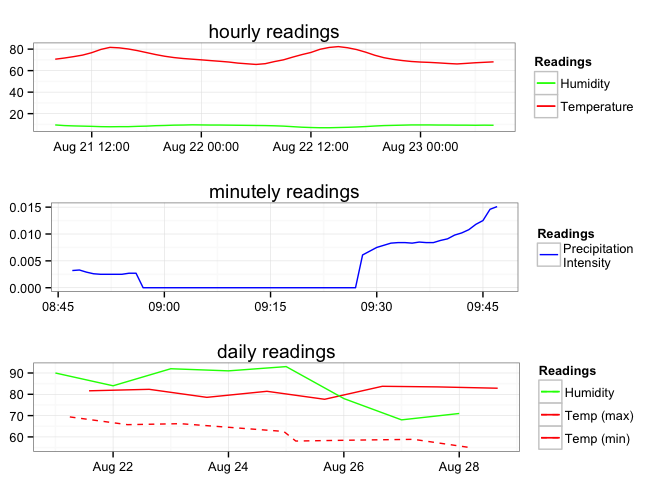 hourly readings
80
60
40
20
Aug 21 12:00 Aug 22 00:00 Aug 22 12:00 Aug 23 00:00
Readings
Humidity
Temperature
minutely readings
0.015
0.010
0.005
0.000
08:45 09:00 09:15 09:30 09:45
Readings
Precipitation
Intensity
daily readings
90
80
70
60
Aug 22 Aug 24 Aug 26 Aug 28
Readings
Humidity
Temp (max)
Temp (min)